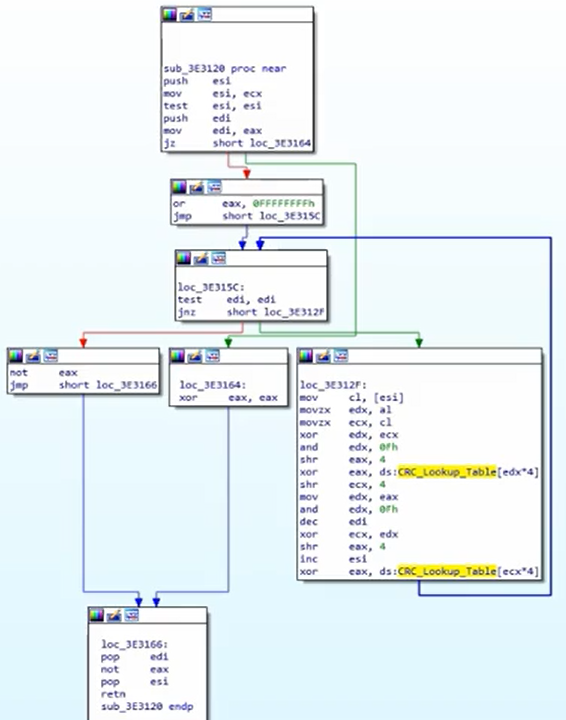 sub_3E3120 proc near
push    esi
mov     esi, ecx
test    esi, esi
push    edi
mov     edi, eax
jz      short loc_3E3164
or      eax, 0FFFFFFFFh
jmp     short loc_3E315C
loc_3E315C:
test    edi, edi
jnz     short loc_3E312F
not     eax
jmp     short loc_3E3166
loc_3E3164:
xor     eax, eax
loc_3E312F:
mov     cl, [esi]
movzx   edx, al
movzx   ecx, cl
xor     edx, ecx
and     edx, 0Fh
shr     eax, 4
xor     eax, ds:CRC_Lookup_Table[edx*4]
shr     ecx, 4
mov     edx, eax
and     edx, 0Fh
dec     edi
xor     ecx, edx
shr     eax, 4
inc     esi
xor     eax, ds:CRC_Lookup_Table[ecx*4]
loc_3E3166:
pop     edi
not     eax
pop     esi
retn
sub_3E3120 endp